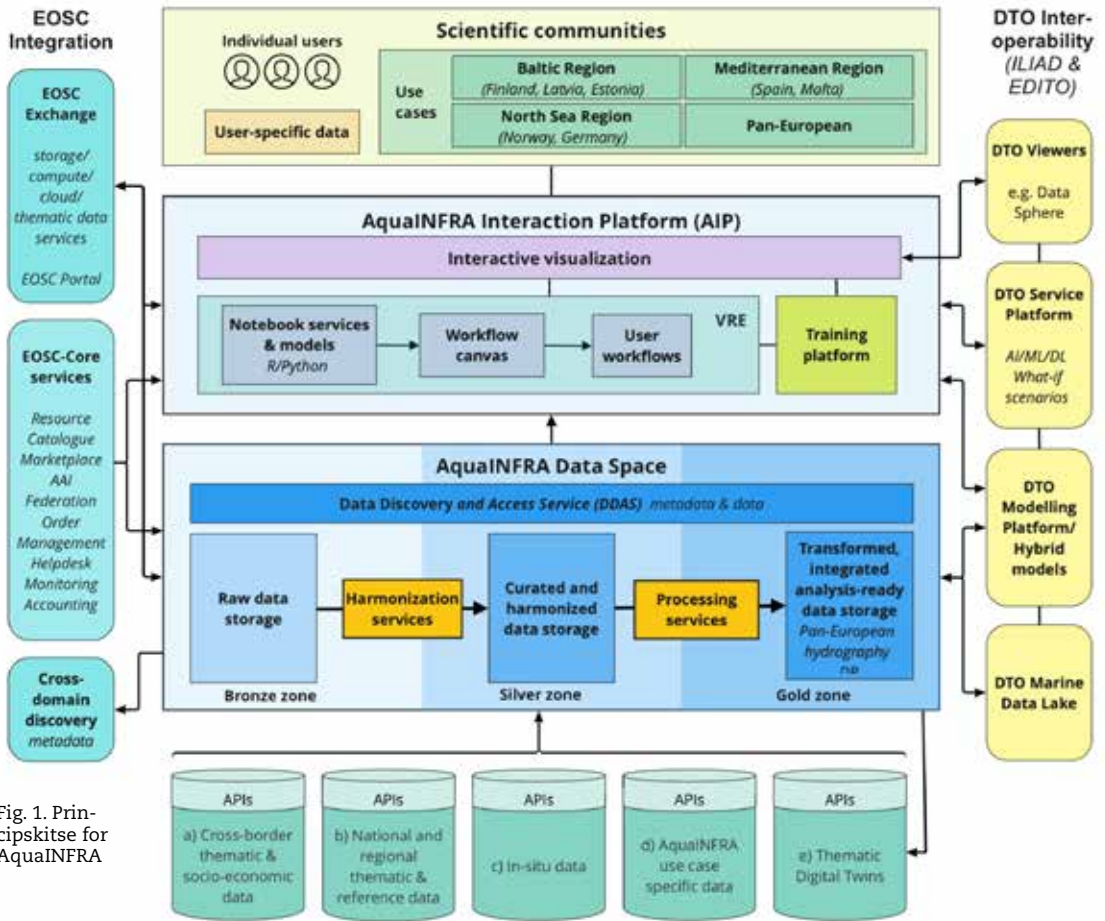 EOSC
Integration
EOSC
Exchange
storage/
compute/
cloud/
thematic data
services
EOSC Portal
EOSC-Core
services
Resource
Catalogue
Marketplace
AAI
Federation
Order
Management
Helpdesk
Monitoring
Accounting
Cross-
domain
discovery
metadata
Scientific communities
Individual users
User-specific data
Use
cases
Baltic Region
(Finland, Latvia, Estonia)
Mediterranean Region
(Spain, Malta)
North Sea Region
(Norway, Germany)
Pan-European
AquaINFRA Interaction Platform (AIP)
Interactive visualization
VRE
Notebook services
& models
R/Python
Workflow
canvas
User
workflows
Training
platform
AquaINFRA Data Space
Data Discovery and Access Service (DDAS) metadata & data
Raw data
storage
Harmonization
services
Curated and
harmonized
data storage
Processing
services
Transformed,
integrated
analysis-ready
data storage
Pan-European
hydrography
Bronze zone
Silver zone
Gold zone
DTO Inter-
operability
(ILIAD &
EDITO)
DTO Viewers
e.g. Data
Sphere
DTO Service
Platform
AI/ML/DL
What-if
scenarios
DTO
Modelling
Platform/
Hybrid
models
DTO Marine
Data Lake
APIs
a) Cross-border
thematic &
socio-economic
data
APIs
b) National and
regional
thematic &
reference data
APIs
c) In-situ data
APIs
d) AquaINFRA
use case
specific data
APIs
e) Thematic
Digital Twins
Fig. 1. Prin-
cipskitse for
AquaINFRA